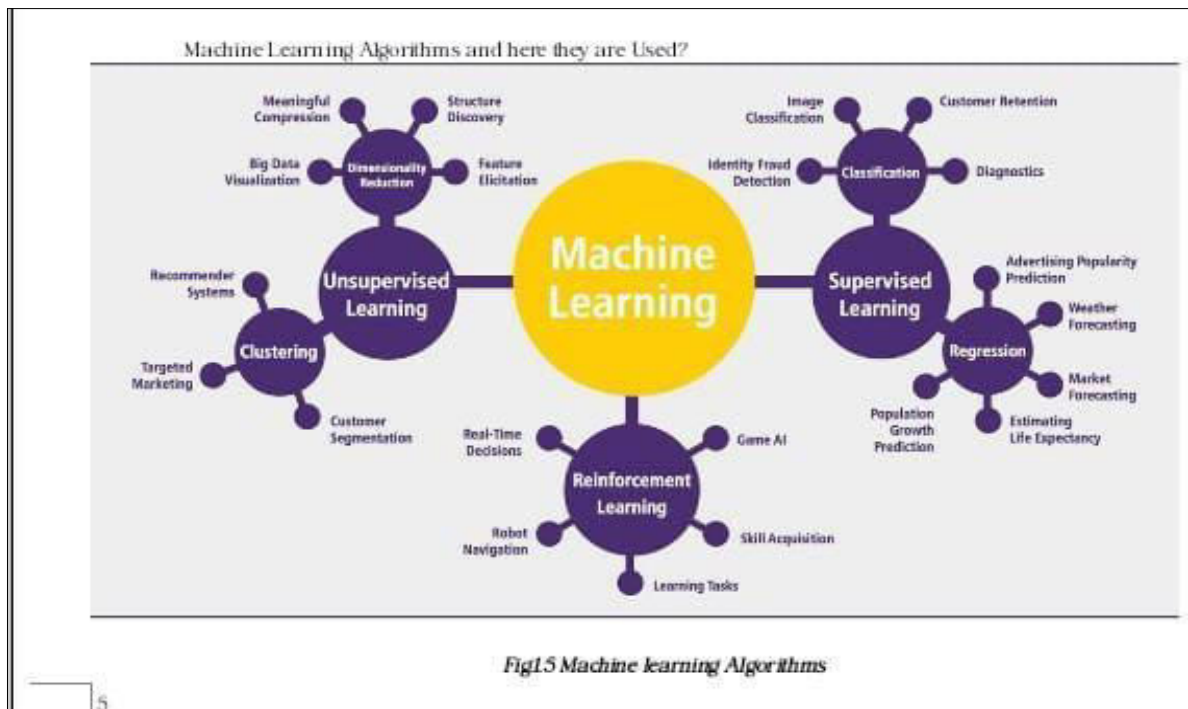 Machine Learning Algorithms and here they are Used?
Meaningful
Compression
Structure
Discovery
Big Data
Visualization
Dimensionality
Reduction
Feature
Elicitation
Recommender
Systems
Unsupervised
Learning
Clustering
Targeted
Marketing
Customer
Segmentation
Machine
Learning
Image
Classification
Customer Retention
Identity Fraud
Detection
Classification
Diagnostics
Supervised
Learning
Advertising Popularity
Prediction
Weather
Forecasting
Regression
Market
Forecasting
Population
Growth
Prediction
Estimating
Life Expectancy
Real-Time
Decisions
Game AI
Reinforcement
Learning
Robot
Navigation
Skill Acquisition
Learning Tasks
Fig1.5 Machine learning Algorithms
5